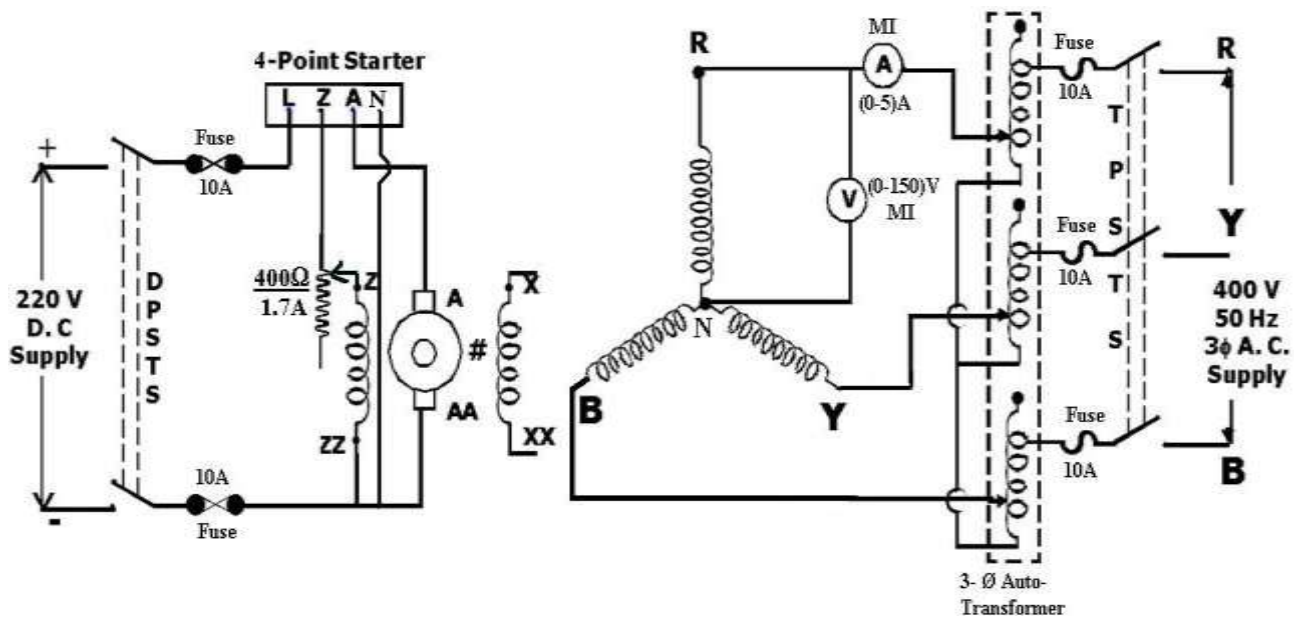 4-Point Starter
L Z A N
+
Fuse
10A
220 V
D. C
Supply
D
P
S
T
S
400Ω
1.7A
Z
ZZ
A
AA
#
X
XX
10A
Fuse
-
R
MI
A
(0-5)A
V
(0-150)V
MI
N
B
Y
Fuse
10A
Fuse
10A
Fuse
10A
T
P
S
T
S
R
Y
B
400 V
50 Hz
3ϕ A. C.
Supply
3- Ø Auto-
Transformer